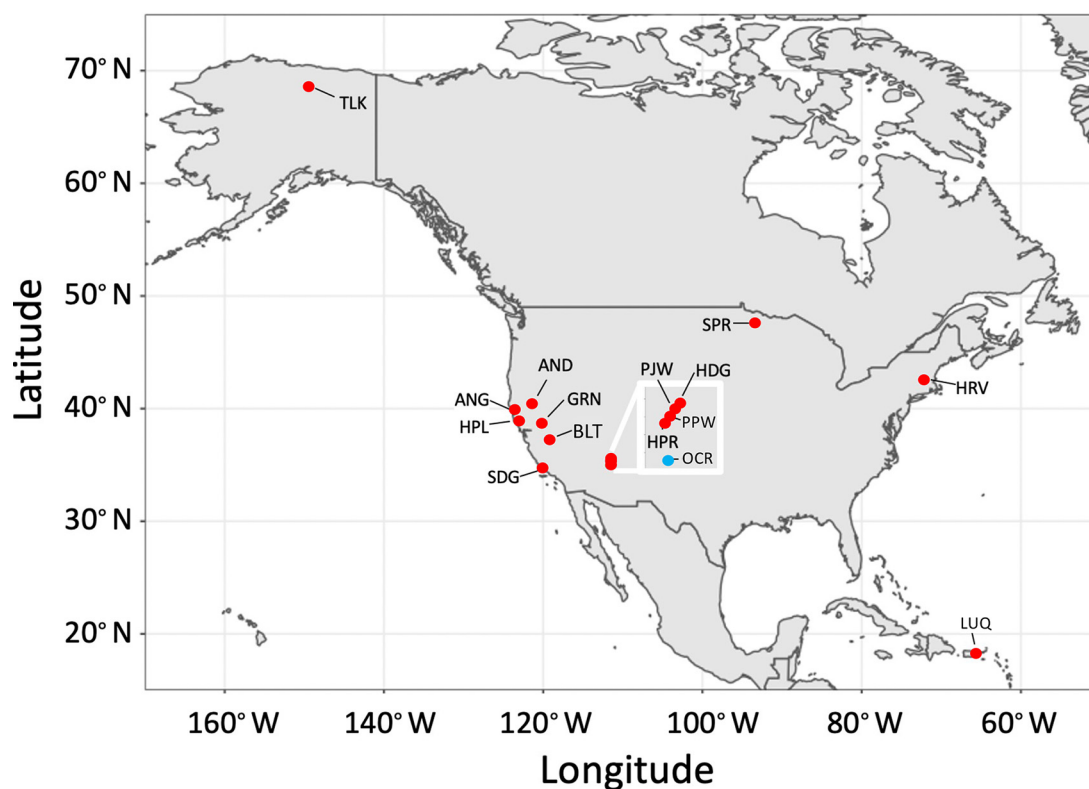 70° N
TLK
60° N
50° N
SPR
Latitude
AND
PJW
HDG
HRV
40° N
ANG
GRN
HPL
PPW
BLT
HPR
OCR
SDG
30° N
LUQ
20° N
160° W
140° W
120° W
100° W
80° W
60° W
Longitude